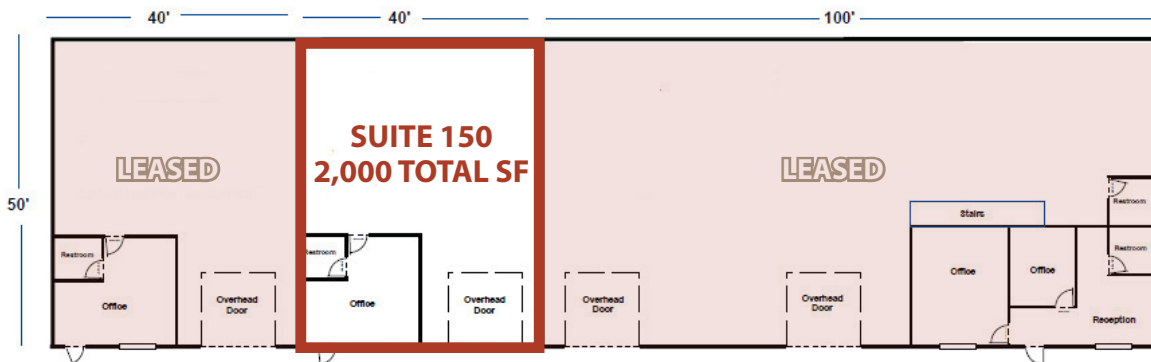 40'
40'
100'
50'
LEASED
SUITE 150
2,000 TOTAL SF
LEASED
Restroom
Office
Overhead
Door
Restroom
Office
Overhead
Door
Overhead
Door
Overhead
Door
Stairs
Office
Office
Restroom
Restroom
Reception